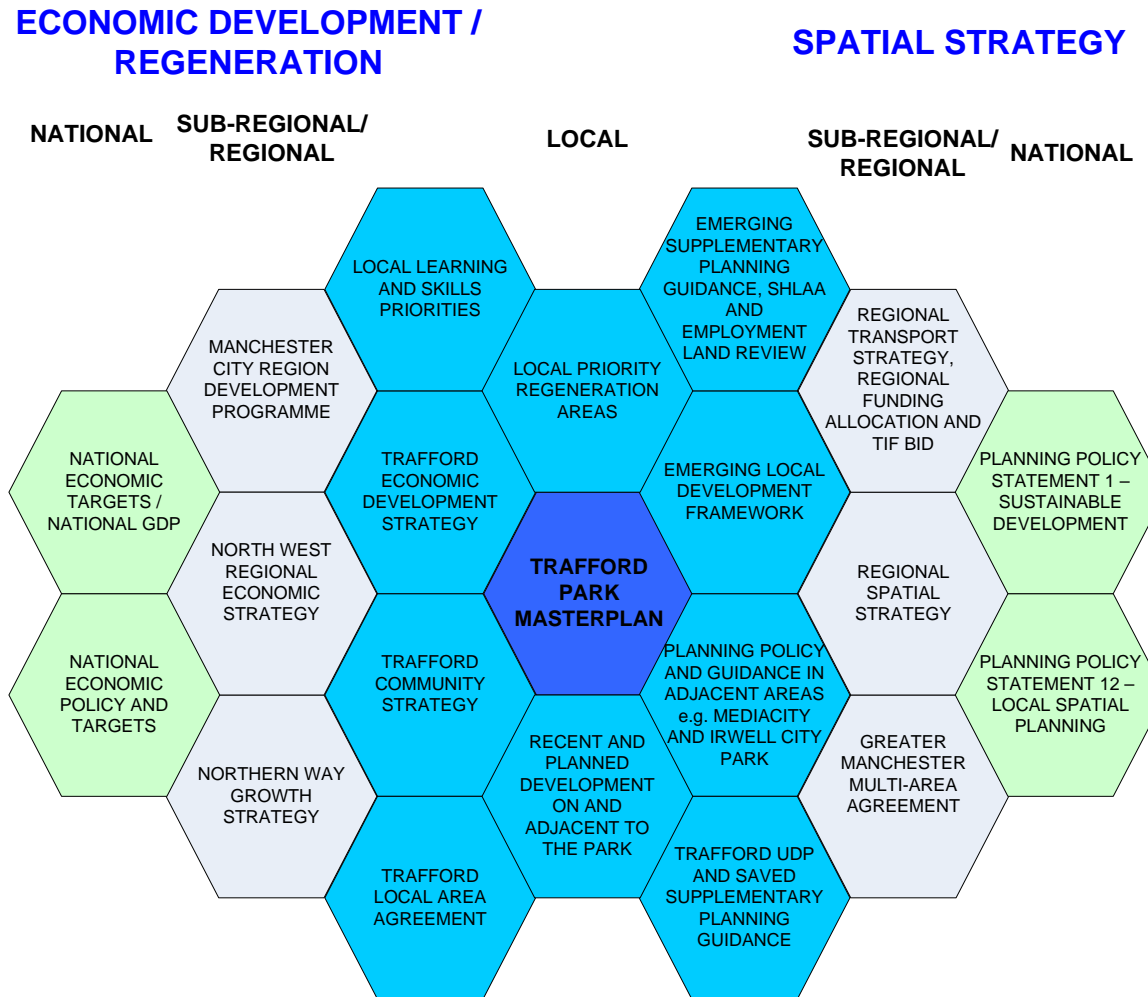 ECONOMIC DEVELOPMENT /
REGENERATION
SPATIAL STRATEGY
NATIONAL
SUB-REGIONAL/
REGIONAL
LOCAL
SUB-REGIONAL/
REGIONAL
NATIONAL
LOCAL LEARNING
AND SKILLS
PRIORITIES
EMERGING
SUPPLEMENTARY
PLANNING
GUIDANCE, SHLAA
AND
EMPLOYMENT
LAND REVIEW
MANCHESTER
CITY REGION
DEVELOPMENT
PROGRAMME
LOCAL PRIORITY
REGENERATION
AREAS
REGIONAL
TRANSPORT
STRATEGY,
REGIONAL
FUNDING
ALLOCATION AND
TIF BID
NATIONAL
ECONOMIC
TARGETS /
NATIONAL GDP
TRAFFORD
ECONOMIC
DEVELOPMENT
STRATEGY
EMERGING LOCAL
DEVELOPMENT
FRAMEWORK
PLANNING POLICY
STATEMENT 1 –
SUSTAINABLE
DEVELOPMENT
NORTH WEST
REGIONAL
ECONOMIC
STRATEGY
TRAFFORD
PARK
MASTERPLAN
REGIONAL
SPATIAL
STRATEGY
NATIONAL
ECONOMIC
POLICY AND
TARGETS
TRAFFORD
COMMUNITY
STRATEGY
PLANNING POLICY
AND GUIDANCE IN
ADJACENT AREAS
e.g. MEDIACITY
AND IRWELL CITY
PARK
PLANNING POLICY
STATEMENT 12 –
LOCAL SPATIAL
PLANNING
NORTHERN WAY
GROWTH
STRATEGY
RECENT AND
PLANNED
DEVELOPMENT
ON AND
ADJACENT TO
THE PARK
GREATER
MANCHESTER
MULTI-AREA
AGREEMENT
TRAFFORD
LOCAL AREA
AGREEMENT
TRAFFORD UDP
AND SAVED
SUPPLEMENTARY
PLANNING
GUIDANCE